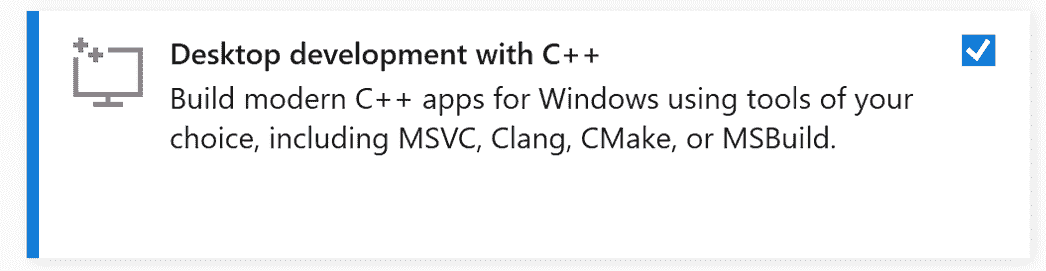 Desktop development with C++
Build modern C++ apps for Windows using tools of your
choice, including MSVC, Clang, CMake, or MSBuild.